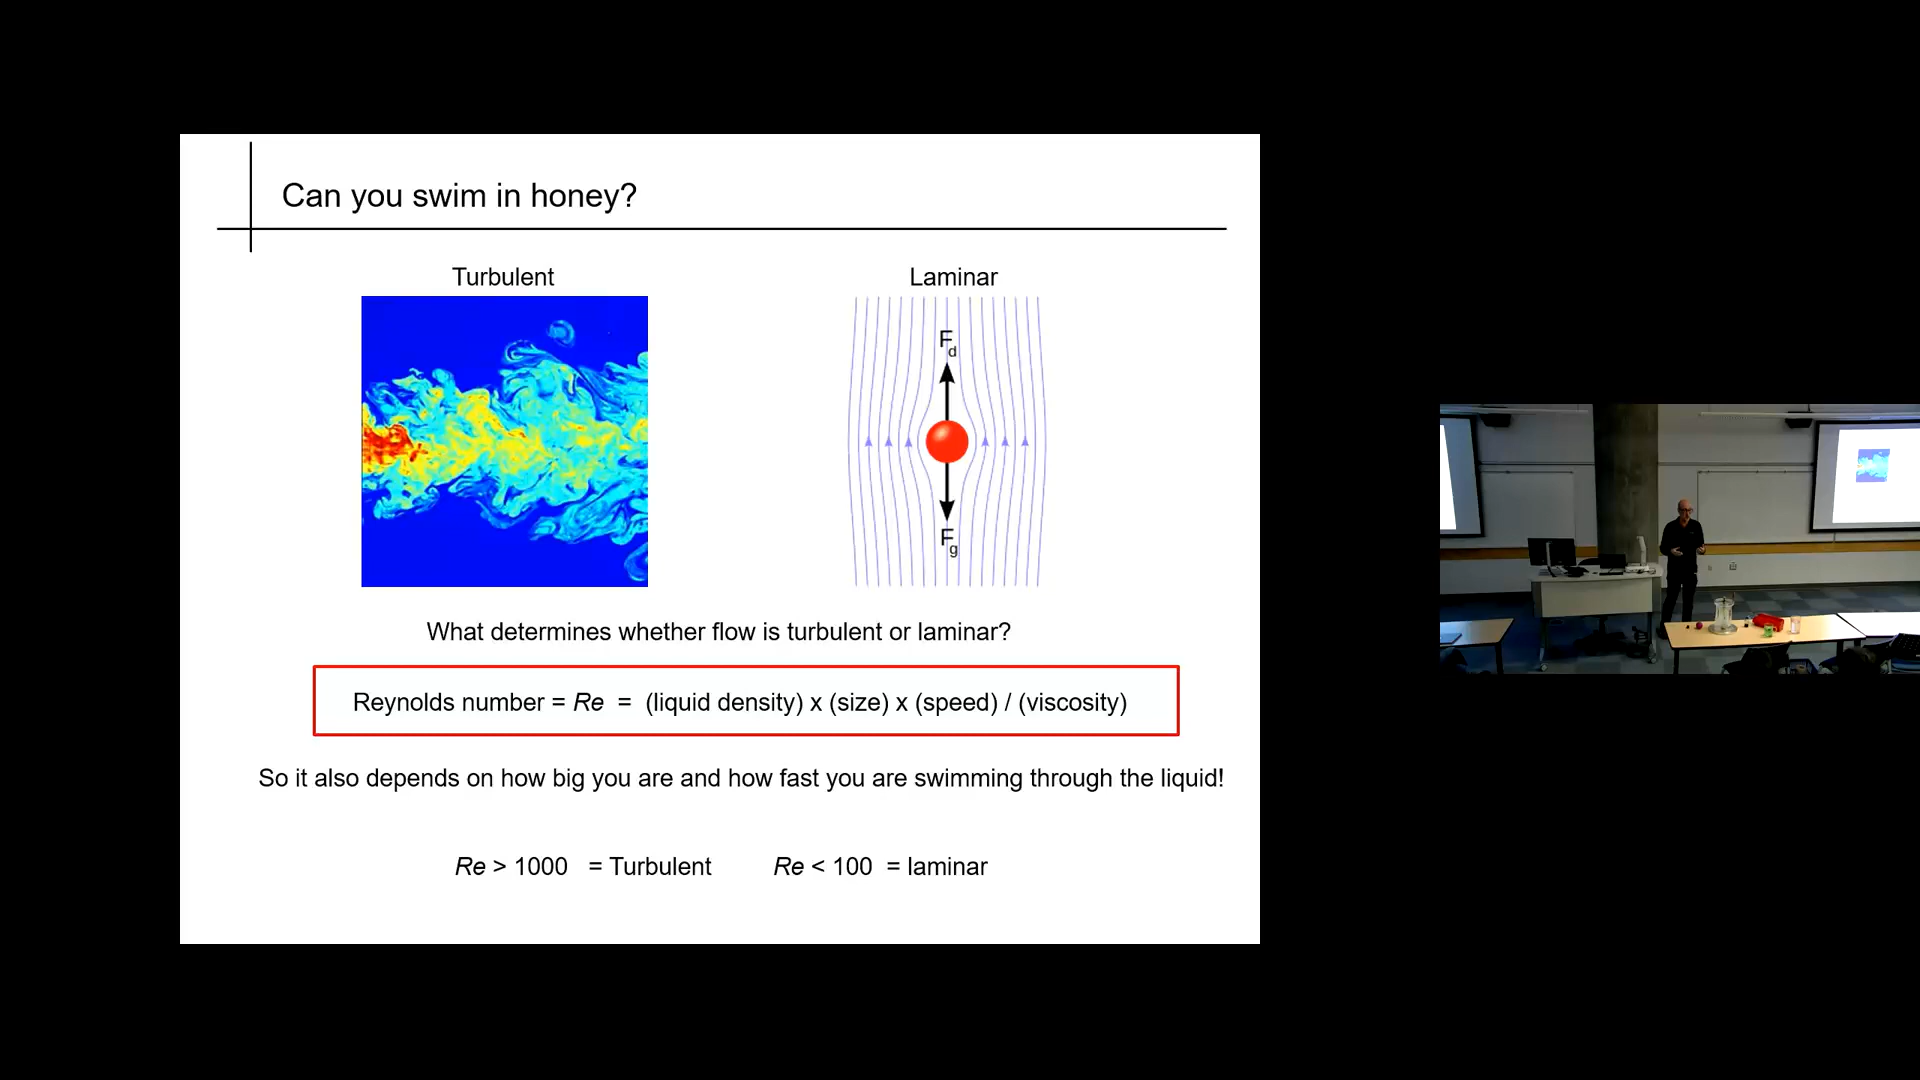 Can you swim in honey?
Turbulent
Laminar
Fd
Fg
What determines whether flow is turbulent or laminar?
Reynolds number = Re = (liquid density) x (size) x (speed) / (viscosity)
So it also depends on how big you are and how fast you are swimming through the liquid!
Re > 1000 = Turbulent Re < 100 = laminar